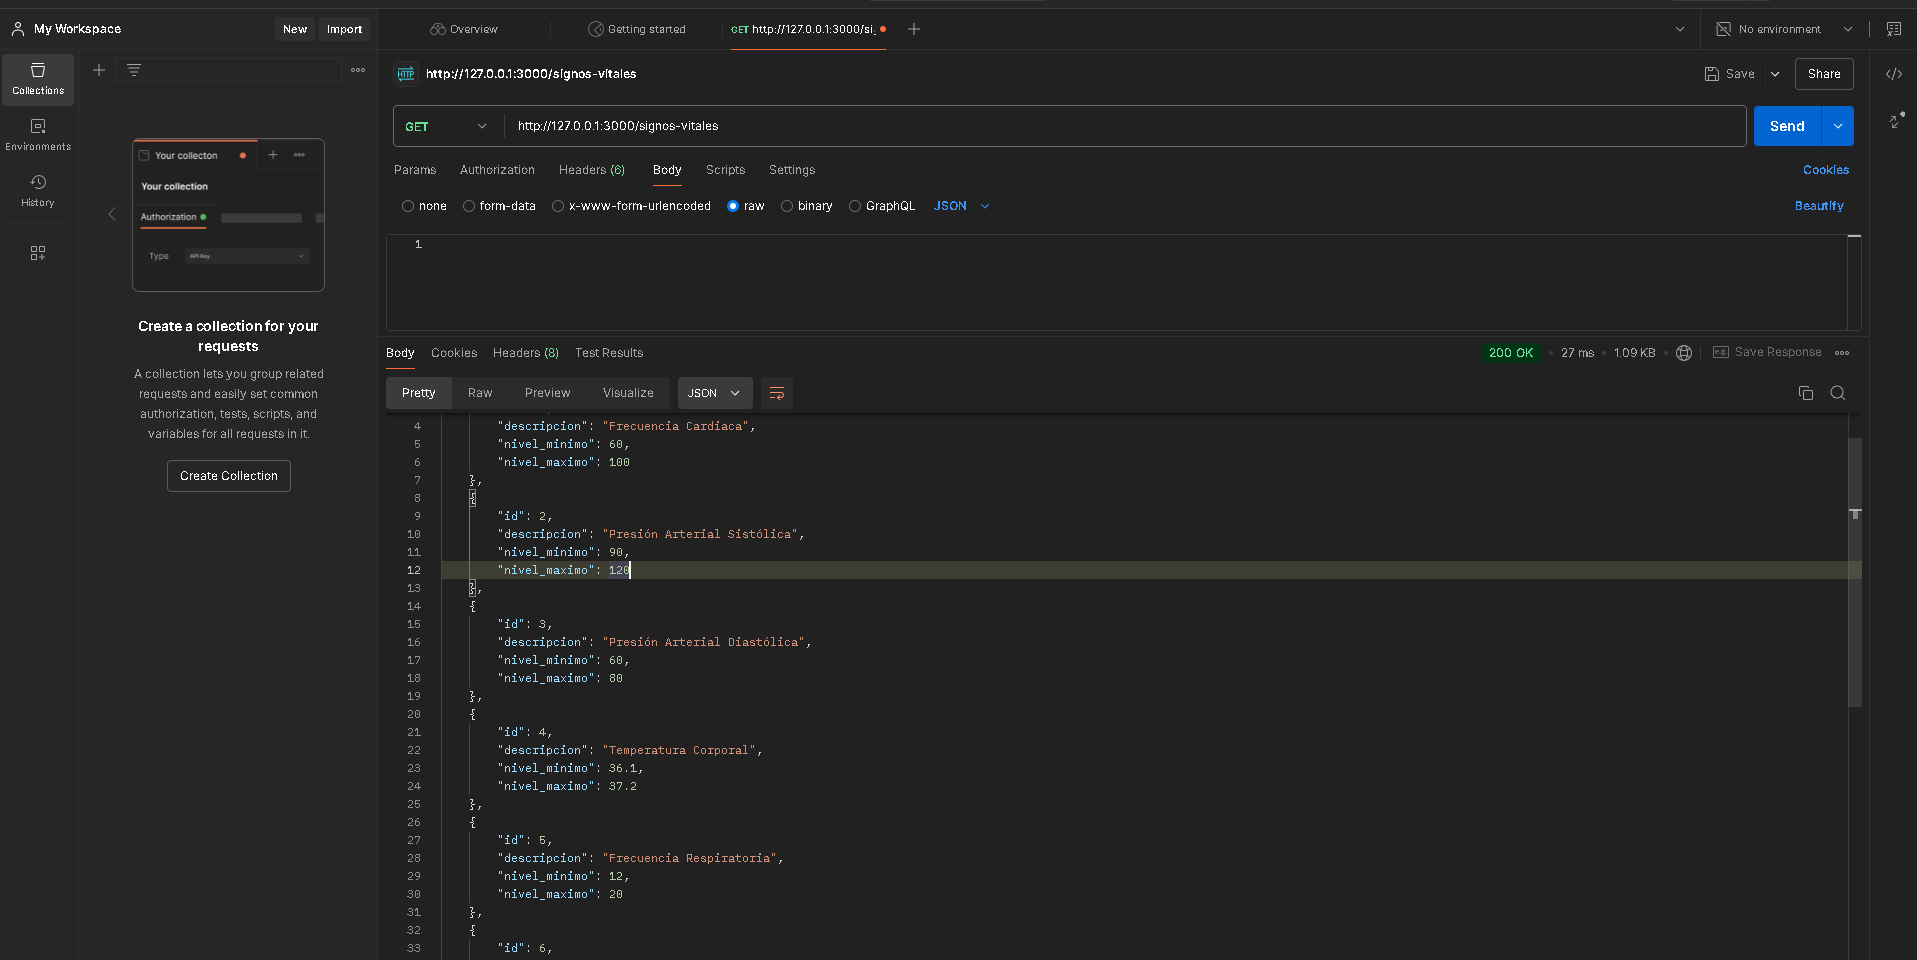 My Workspace
New
Import
Overview
Getting started
GET http://127.0.0.1:3000/si
No environment
Collections
Environments
History
Your collecton
Your collection
Authorization
Type
API Key
Create a collection for your
requests
A collection lets you group related
requests and easily set common
authorization, tests, scripts, and
variables for all requests in it.
Create Collection
HTTP http://127.0.0.1:3000/signos-vitales
Save
Share
GET http://127.0.0.1:3000/signos-vitales
Send
Params Authorization Headers (6) Body Scripts Settings
Cookies
none form-data x-www-form-urlencoded raw binary GraphQL JSON
Beautify
1
Body Cookies Headers (8) Test Results
200 OK • 27 ms • 1.09 KB
Save Response
Pretty Raw Preview Visualize JSON
4 "descripcion": "Frecuencia Cardiaca",
5 "nivel_minimo": 60,
6 "nivel_maximo": 100
7 },
8 {
9 "id": 2,
10 "descripcion": "Presión Arterial Sistólica",
11 "nivel_minimo": 90,
12 "nivel_maximo": 120
13 },
14 {
15 "id": 3,
16 "descripcion": "Presión Arterial Diastólica",
17 "nivel_minimo": 60,
18 "nivel_maximo": 80
19 },
20 {
21 "id": 4,
22 "descripcion": "Temperatura Corporal",
23 "nivel_minimo": 36.1,
24 "nivel_maximo": 37.2
25 },
26 {
27 "id": 5,
28 "descripcion": "Frecuencia Respiratoria",
29 "nivel_minimo": 12,
30 "nivel_maximo": 20
31 },
32 {
33 "id": 6,